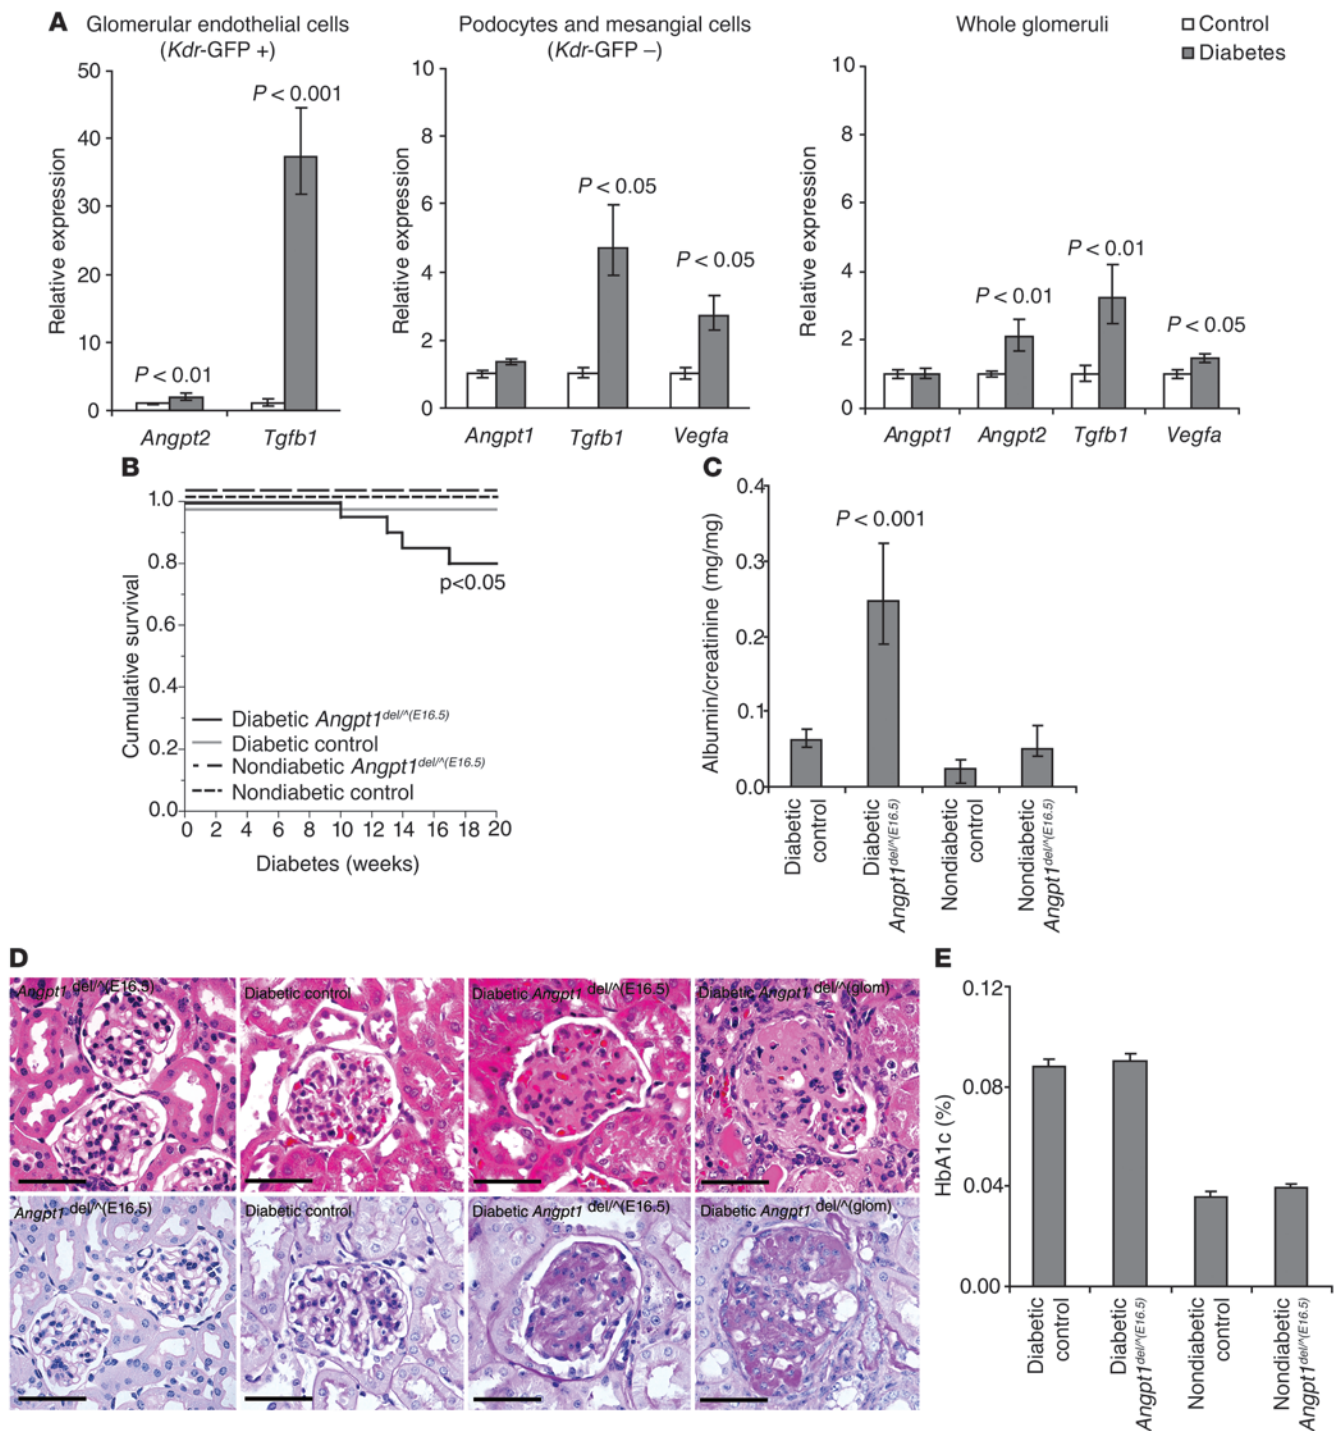 A Glomerular endothelial cells
(Kdr-GFP +)
Podocytes and mesangial cells
(Kdr-GFP –)
Whole glomeruli
Control
Diabetes
Relative expression
50
40
30
20
10
0
P < 0.01
P < 0.001
Angpt2 Tgfb1
Relative expression
10
8
6
4
2
0
P < 0.05
P < 0.05
Angpt1 Tgfb1 Vegfa
Relative expression
10
8
6
4
2
0
P < 0.01
P < 0.01
P < 0.05
Angpt1 Angpt2 Tgfb1 Vegfa
B
Cumulative survival
1.0
0.8
0.6
0.4
0.2
0.0
p<0.05
Diabetic Angpt1del/^(E16.5)
Diabetic control
Nondiabetic Angpt1del/^(E16.5)
Nondiabetic control
0 2 4 6 8 10 12 14 16 18 20
Diabetes (weeks)
C
Albumin/creatinine (mg/mg)
0.4
0.3
0.2
0.1
0.0
P < 0.001
Diabetic
control
Diabetic
Angpt1del/^(E16.5)
Nondiabetic
control
Nondiabetic
Angpt1del/^(E16.5)
D
Angpt1 del/^(E16.5)
Diabetic control
Diabetic Angpt1 del/^(E16.5)
Diabetic Angpt1 del/^(glom)
Angpt1 del/^(E16.5)
Diabetic control
Diabetic Angpt1 del/^(E16.5)
Diabetic Angpt1 del/^(glom)
E
HbA1c (%)
0.12
0.08
0.04
0.00
Diabetic
control
Diabetic
Angpt1del/^(E16.5)
Nondiabetic
control
Nondiabetic
Angpt1del/^(E16.5)